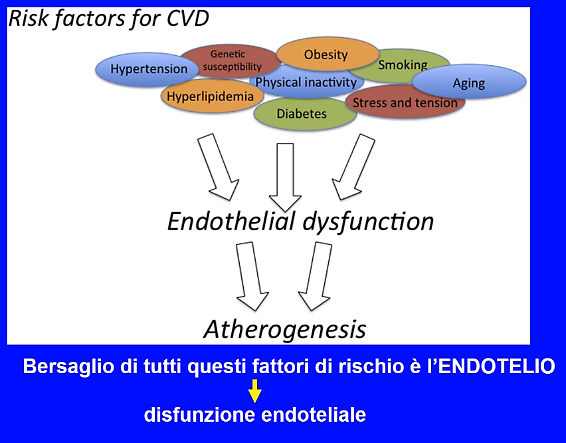 Risk factors for CVD
Obesity
Genetic
susceptibility
Smoking
Hypertension
Physical inactivity
Aging
Hyperlipidemia
Stress and tension
Diabetes
Endothelial dysfunction
Atherogenesis
Bersaglio di tutti questi fattori di rischio è l'ENDOTELIO
disfunzione endoteliale